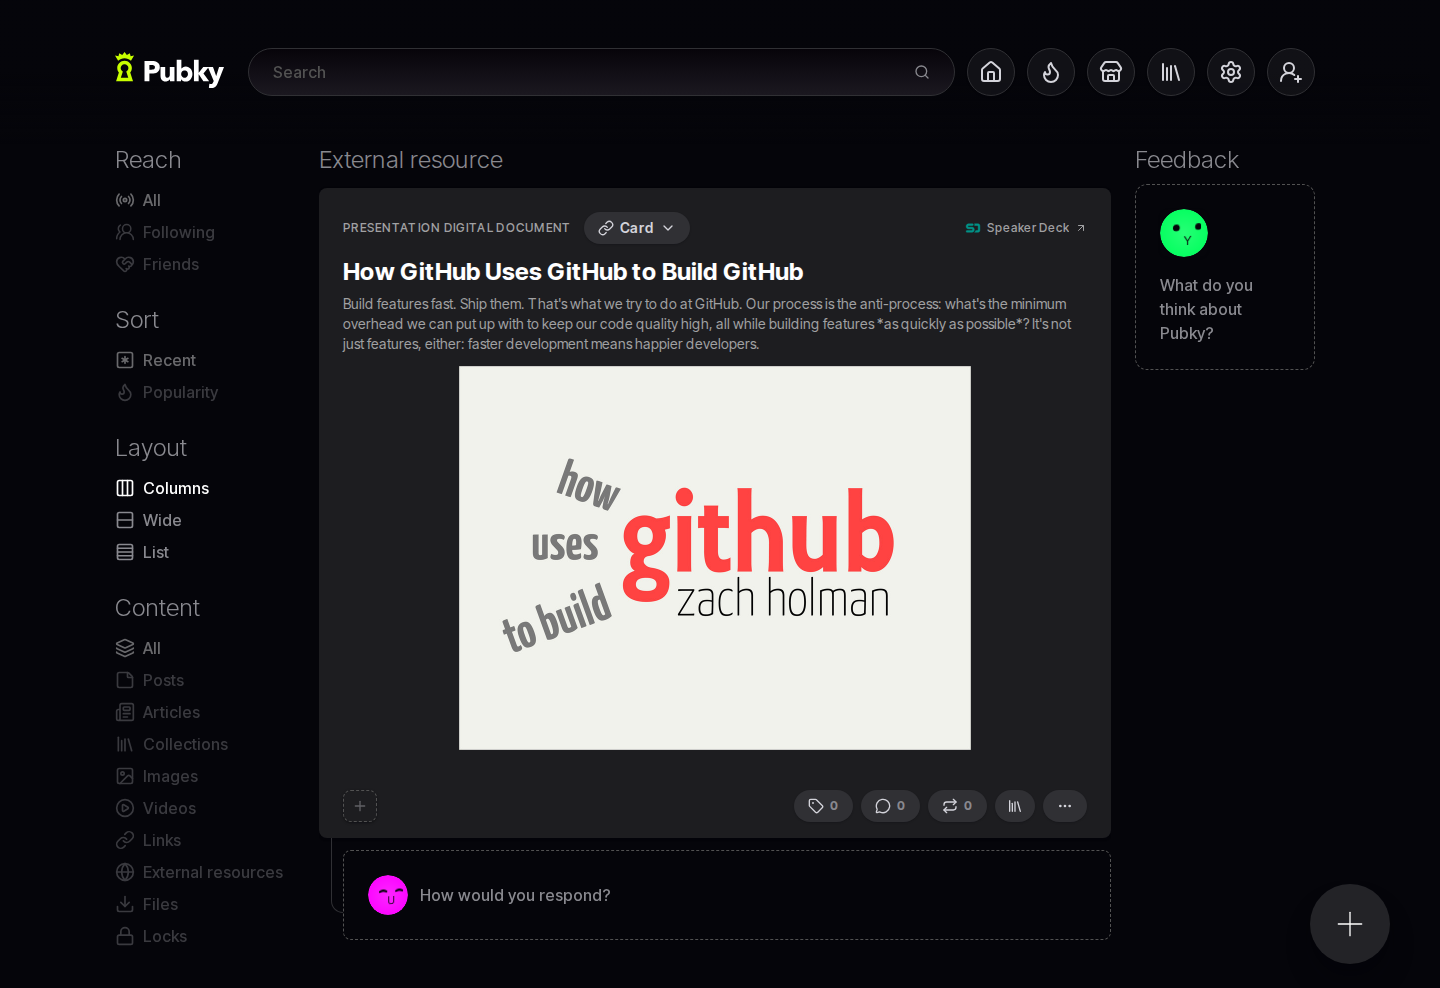 Pubky
Search
Reach
All
Following
Friends
Sort
Recent
Popularity
Layout
Columns
Wide
List
Content
All
Posts
Articles
Collections
Images
Videos
Links
External resources
Files
Locks
External resource
PRESENTATION DIGITAL DOCUMENT
Card
Speaker Deck
How GitHub Uses GitHub to Build GitHub
Build features fast. Ship them. That's what we try to do at GitHub. Our process is the anti-process: what's the minimum
overhead we can put up with to keep our code quality high, all while building features *as quickly as possible*? It's not
just features, either: faster development means happier developers.
how
uses
to build
github
zach holman
0
0
0
How would you respond?
Feedback
What do you
think about
Pubky?